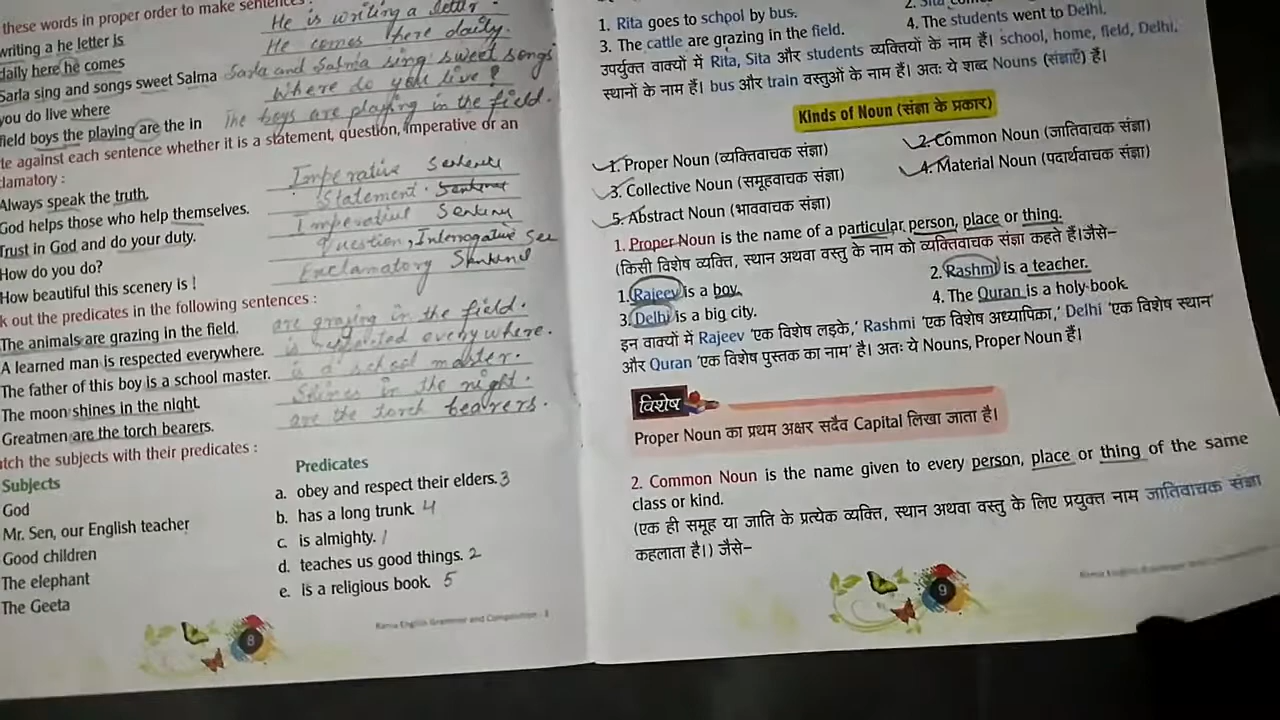 these words in proper order to make sentences :
He is writing a letter.
writing a he letter is
He comes here daily.
daily here he comes
Sarla sing and songs sweet Salma Sarla and Salma sing sweet songs
you do live where
Where do you live ?
field boys the playing are the in The boys are playing in the field.
te against each sentence whether it is a statement, question, imperative or an
lamatory :
Always speak the truth. Imperative Sentence
God helps those who help themselves. Statement Sentence
Trust in God and do your duty. Imperative Sentence
How do you do? Question, Interrogative Sen
How beautiful this scenery is ! Exclamatory Sentence
k out the predicates in the following sentences :
The animals are grazing in the field. are grazing in the field.
A learned man is respected everywhere. is respected everywhere.
The father of this boy is a school master. is a school master.
The moon shines in the night. Shines in the night.
Greatmen are the torch bearers. are the torch bearers.
tch the subjects with their predicates :
Subjects Predicates
God a. obey and respect their elders. 3
Mr. Sen, our English teacher b. has a long trunk. 4
Good children c. is almighty. 1
The elephant d. teaches us good things. 2
The Geeta e. is a religious book. 5
Rama English Grammar and Composition - 3
8
1. Rita goes to school by bus. 2. Sita
3. The cattle are grazing in the field. 4. The students went to Delhi.
उपर्युक्त वाक्यों में Rita, Sita और students व्यक्तियों के नाम हैं। school, home, field, Delhi,
स्थानों के नाम हैं। bus और train वस्तुओं के नाम हैं। अतः ये शब्द Nouns (संज्ञाएँ) हैं।
Kinds of Noun (संज्ञा के प्रकार)
1. Proper Noun (व्यक्तिवाचक संज्ञा) 2. Common Noun (जातिवाचक संज्ञा)
3. Collective Noun (समूहवाचक संज्ञा) 4. Material Noun (पदार्थवाचक संज्ञा)
5. Abstract Noun (भाववाचक संज्ञा)
1. Proper Noun is the name of a particular person, place or thing.
(किसी विशेष व्यक्ति, स्थान अथवा वस्तु के नाम को व्यक्तिवाचक संज्ञा कहते हैं।जैसे–
1. Rajeev is a boy. 2. Rashmi is a teacher.
3. Delhi is a big city. 4. The Quran is a holy book.
इन वाक्यों में Rajeev 'एक विशेष लड़के,' Rashmi 'एक विशेष अध्यापिका,' Delhi 'एक विशेष स्थान'
और Quran 'एक विशेष पुस्तक का नाम' है। अतः ये Nouns, Proper Noun हैं।
विशेष
Proper Noun का प्रथम अक्षर सदैव Capital लिखा जाता है।
2. Common Noun is the name given to every person, place or thing of the same
class or kind.
(एक ही समूह या जाति के प्रत्येक व्यक्ति, स्थान अथवा वस्तु के लिए प्रयुक्त नाम जातिवाचक संज्ञा
कहलाता है।) जैसे–
9